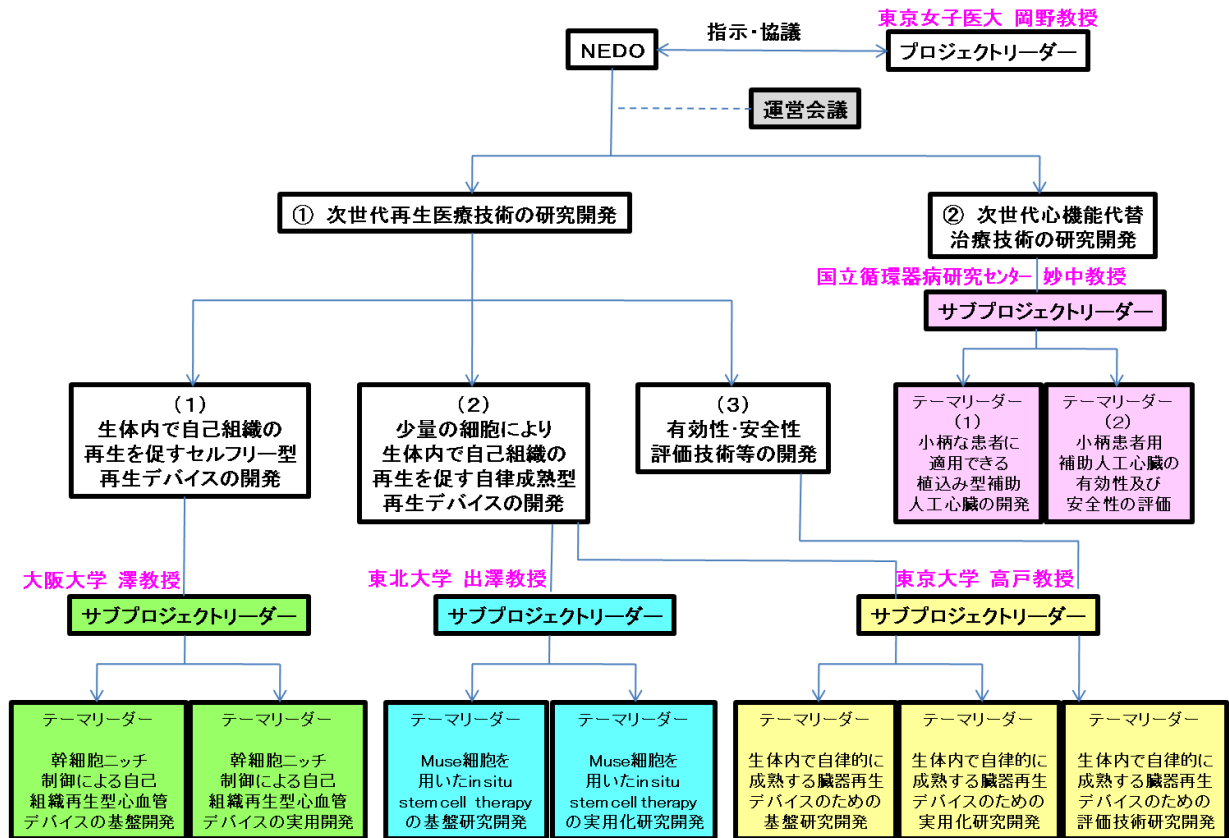 東京女子医大 岡野教授
指示・協議
NEDO
プロジェクトリーダー
運営会議
① 次世代再生医療技術の研究開発
② 次世代心機能代替
治療技術の研究開発
国立循環器病研究センター 妙中教授
サブプロジェクトリーダー
テーマリーダー
(1)
小柄な患者に
適用できる
植込み型補助
人工心臓の開発
テーマリーダー
(2)
小柄患者用
補助人工心臓の
有効性及び
安全性の評価
(1)
生体内で自己組織の
再生を促すセルフリー型
再生デバイスの開発
(2)
少量の細胞により
生体内で自己組織の
再生を促す自律成熟型
再生デバイスの開発
(3)
有効性・安全性
評価技術等の開発
大阪大学 澤教授
サブプロジェクトリーダー
東北大学 出澤教授
サブプロジェクトリーダー
東京大学 高戸教授
サブプロジェクトリーダー
テーマリーダー
幹細胞ニッチ
制御による自己
組織再生型心血管
デバイスの基盤開発
テーマリーダー
幹細胞ニッチ
制御による自己
組織再生型心血管
デバイスの実用開発
テーマリーダー
Muse細胞を
用いたin situ
stem cell therapy
の基盤研究開発
テーマリーダー
Muse細胞を
用いたin situ
stem cell therapy
の実用化研究開発
テーマリーダー
生体内で自律的に
成熟する臓器再生
デバイスのための
基盤研究開発
テーマリーダー
生体内で自律的に
成熟する臓器再生
デバイスのための
実用化研究開発
テーマリーダー
生体内で自律的に
成熟する臓器再生
デバイスのための
評価技術研究開発